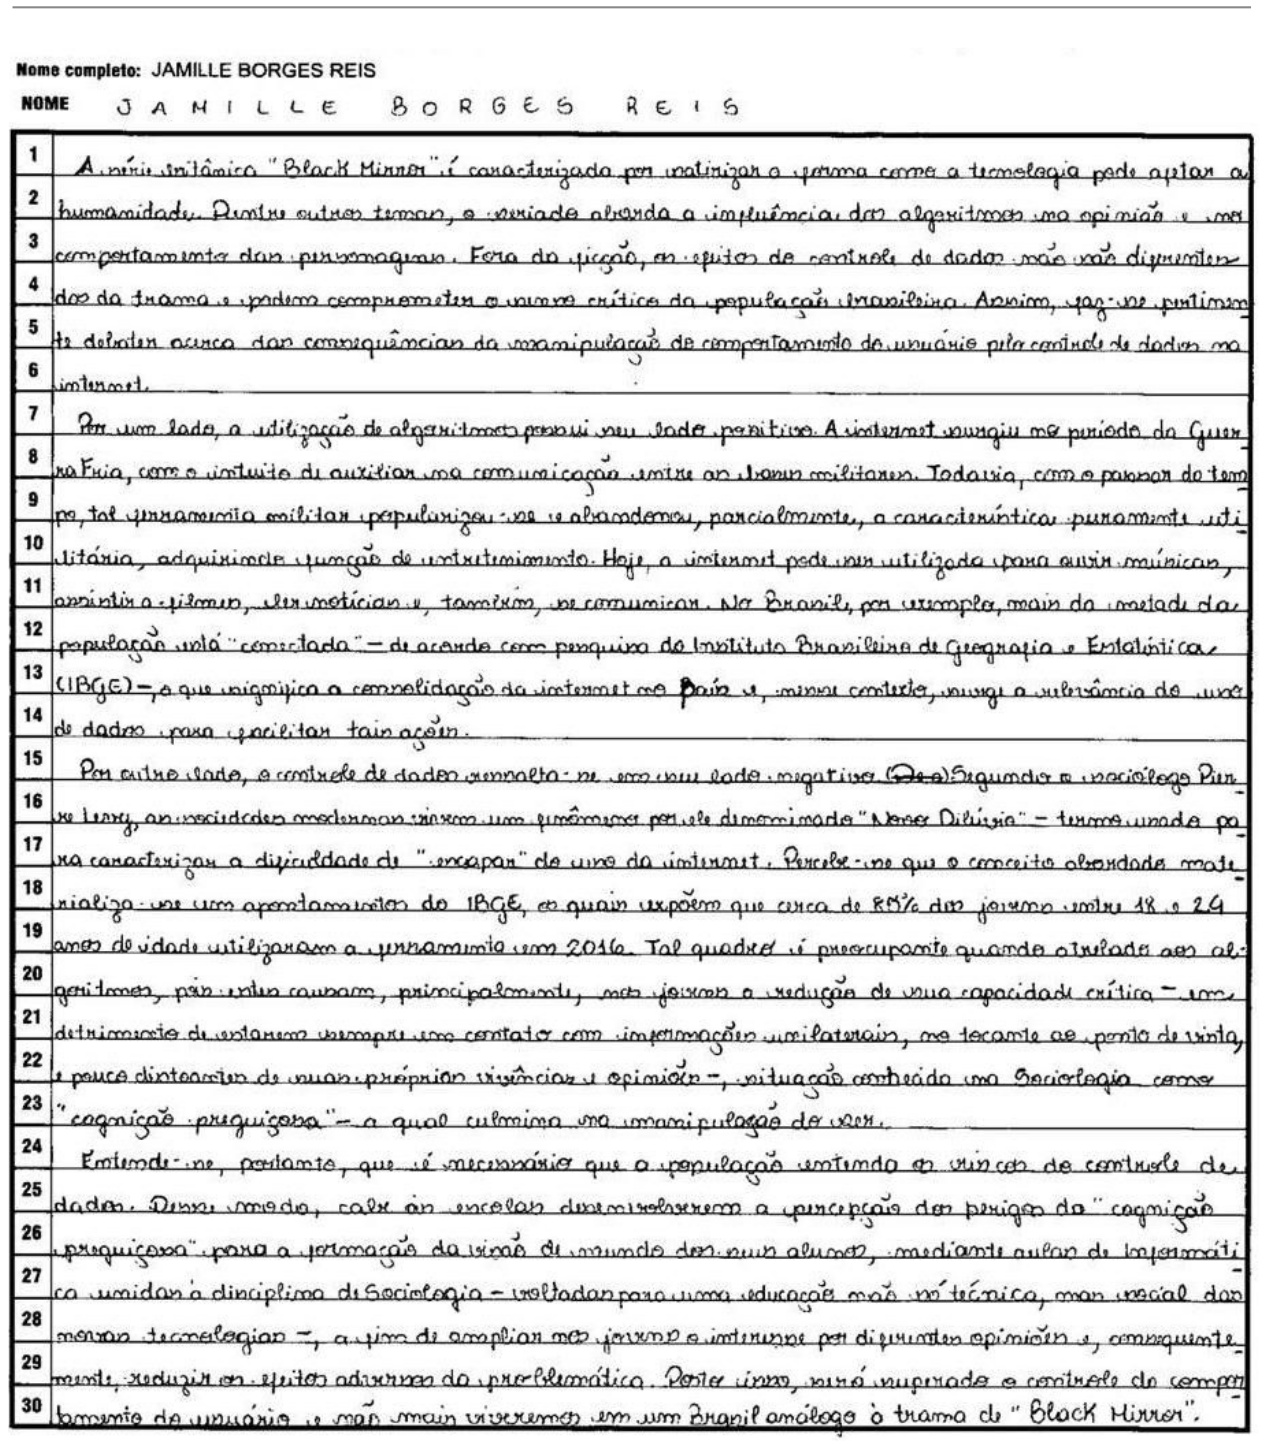 Nome completo: JAMILLE BORGES REIS
NOME JAMILLE BORGES REIS
1 A série britânica "Black Mirror" é caracterizada por satirizar a forma como a tecnologia pode afetar a
2 humanidade. Dentre outros temas, o seriado aborda a influência dos algoritmos na opinião e no
3 comportamento das personagens. Fora da ficção, os efeitos do controle de dados não são diferentes
4 dos da trama e podem comprometer o senso crítico da população brasileira. Assim, faz-se pertinen-
5 te debater acerca das consequências da manipulação do comportamento do usuário pelo controle de dados na
6 internet.
7 Por um lado, a utilização de algoritmos possui seu lado positivo. A internet surgiu no período da Guer-
8 ra Fria, com o intuito de auxiliar na comunicação entre as bases militares. Todavia, com o passar do tem-
9 po, tal ferramenta militar popularizou-se e abandonou, parcialmente, a característica puramente uti-
10 litária, adquirindo função de entretenimento. Hoje, a internet pode ser utilizada para ouvir músicas,
11 assistir a filmes, ler notícias e, também, se comunicar. No Brasil, por exemplo, mais da metade da
12 população está "conectada" – de acordo com pesquisa do Instituto Brasileiro de Geografia e Estatística
13 (IBGE) –, o que significa a consolidação da internet no País e, nesse contexto, surge a relevância do uso
14 de dados para facilitar tais ações.
15 Por outro lado, o controle de dados ressalta-se em seu lado negativo. Segundo o sociólogo Pier-
16 re Levy, as sociedades modernas vivem um fenômeno por ele denominado "Novo Dilúvio" – termo usado pa-
17 ra caracterizar a dificuldade de "escapar" do uso da internet. Percebe-se que o conceito abordado mate-
18 rializa-se em apontamentos do IBGE, os quais expõem que cerca de 85% dos jovens entre 18 e 24
19 anos de idade utilizaram a ferramenta em 2016. Tal quadro é preocupante quando atrelado aos al-
20 goritmos, pois estes causam, principalmente, nos jovens a redução de sua capacidade crítica – em
21 detrimento de estarem sempre em contato com informações unilaterais, no tocante ao ponto de vista,
22 e pouco distoantes de suas próprias vivências e opiniões –, situação conhecida na Sociologia como
23 "cognição preguiçosa" – a qual culmina na manipulação do ser.
24 Entende-se, portanto, que é necessário que a população entenda os riscos do controle de
25 dados. Desse modo, cabe às escolas desenvolverem a percepção dos perigos da "cognição
26 preguiçosa" para a formação da visão de mundo dos seus alunos, mediante aulas de Informáti-
27 ca unidas à disciplina de Sociologia – voltadas para uma educação não só técnica, mas social das
28 novas tecnologias –, a fim de ampliar nos jovens o interesse por diferentes opiniões e, consequente-
29 mente, reduzir os efeitos adversos da problemática. Posto isso, será superado o controle do compor-
30 tamento do usuário e não mais viveremos em um Brasil análogo à trama de "Black Mirror".